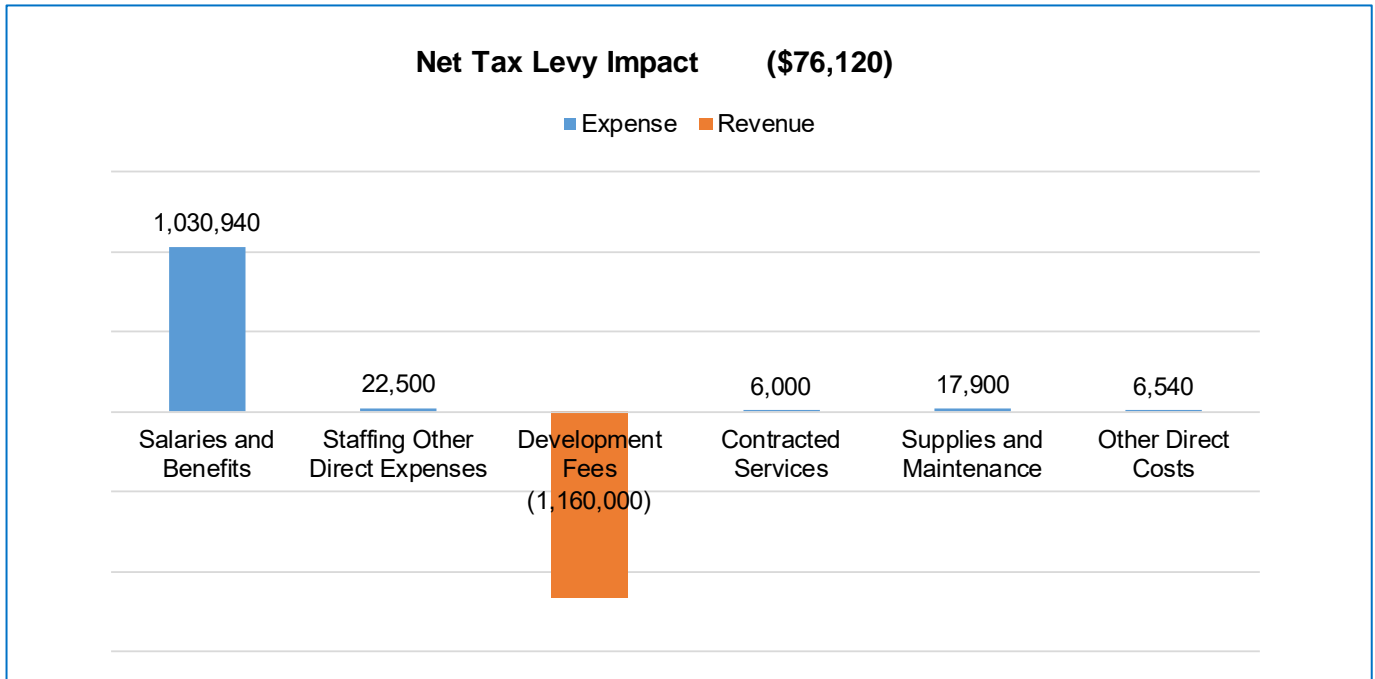 Net Tax Levy Impact ($76,120)
Expense Revenue
1,030,940
22,500
6,000
17,900
6,540
Salaries and
Benefits
Staffing Other
Direct Expenses
Development
Fees
(1,160,000)
Contracted
Services
Supplies and
Maintenance
Other Direct
Costs